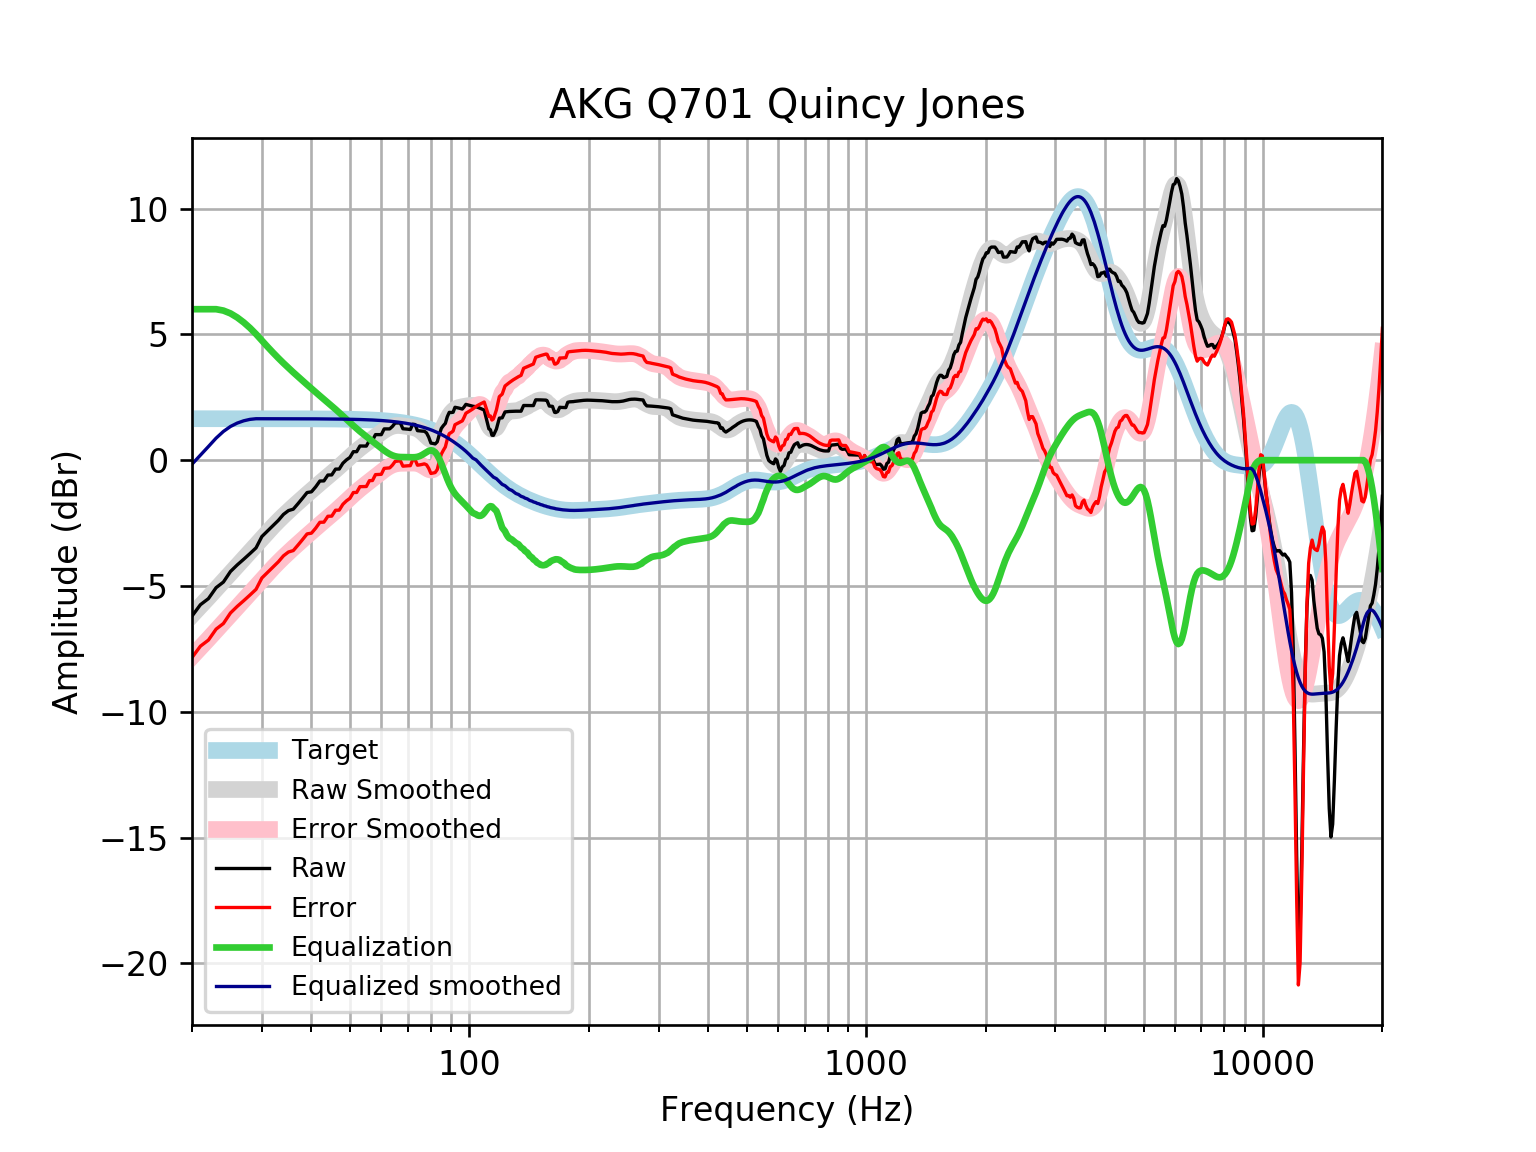 AKG Q701 Quincy Jones
Amplitude (dBr)
10
5
0
−5
−10
−15
−20
Target
Raw Smoothed
Error Smoothed
Raw
Error
Equalization
Equalized smoothed
100 1000 10000
Frequency (Hz)